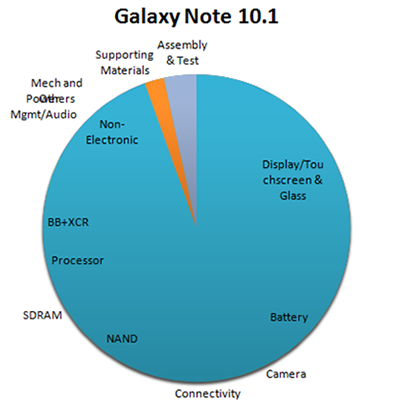 Galaxy Note 10.1
Assembly
& Test
Supporting
Materials
Mech and
Power Others
Mgmt/Audio
Non-
Electronic
Display/Tou
chscreen &
Glass
BB+XCR
Processor
SDRAM
NAND
Battery
Camera
Connectivity